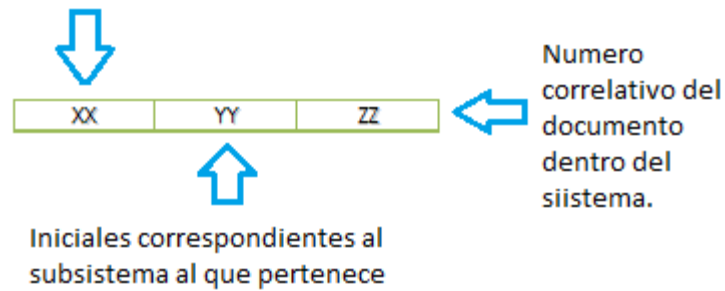 XX YY ZZ
Numero
correlativo del
documento
dentro del
siistema.
Iniciales correspondientes al
subsistema al que pertenece